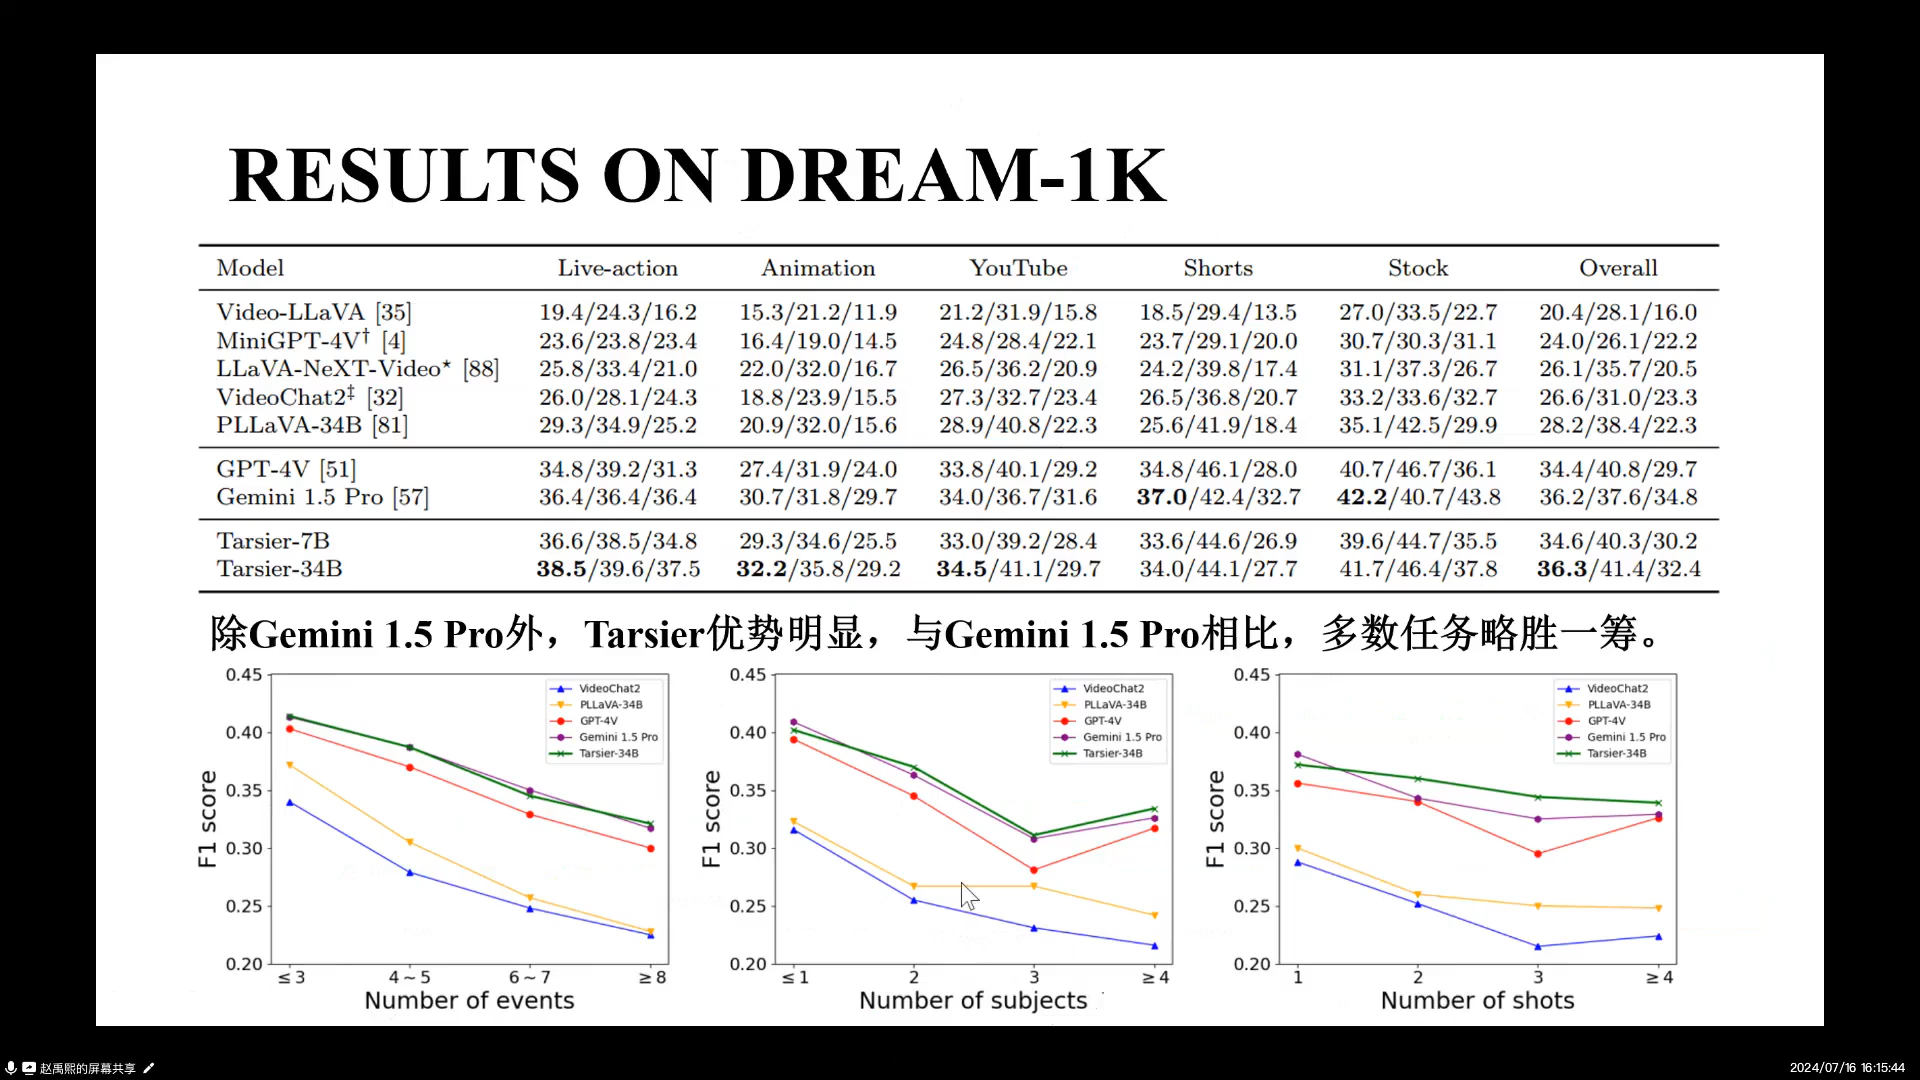 RESULTS ON DREAM-1K
Model Live-action Animation YouTube Shorts Stock Overall
Video-LLaVA [35] 19.4/24.3/16.2 15.3/21.2/11.9 21.2/31.9/15.8 18.5/29.4/13.5 27.0/33.5/22.7 20.4/28.1/16.0
MiniGPT-4V† [4] 23.6/23.8/23.4 16.4/19.0/14.5 24.8/28.4/22.1 23.7/29.1/20.0 30.7/30.3/31.1 24.0/26.1/22.2
LLaVA-NeXT-Video* [88] 25.8/33.4/21.0 22.0/32.0/16.7 26.5/36.2/20.9 24.2/39.8/17.4 31.1/37.3/26.7 26.1/35.7/20.5
VideoChat2‡ [32] 26.0/28.1/24.3 18.8/23.9/15.5 27.3/32.7/23.4 26.5/36.8/20.7 33.2/33.6/32.7 26.6/31.0/23.3
PLLaVA-34B [81] 29.3/34.9/25.2 20.9/32.0/15.6 28.9/40.8/22.3 25.6/41.9/18.4 35.1/42.5/29.9 28.2/38.4/22.3
GPT-4V [51] 34.8/39.2/31.3 27.4/31.9/24.0 33.8/40.1/29.2 34.8/46.1/28.0 40.7/46.7/36.1 34.4/40.8/29.7
Gemini 1.5 Pro [57] 36.4/36.4/36.4 30.7/31.8/29.7 34.0/36.7/31.6 37.0/42.4/32.7 42.2/40.7/43.8 36.2/37.6/34.8
Tarsier-7B 36.6/38.5/34.8 29.3/34.6/25.5 33.0/39.2/28.4 33.6/44.6/26.9 39.6/44.7/35.5 34.6/40.3/30.2
Tarsier-34B 38.5/39.6/37.5 32.2/35.8/29.2 34.5/41.1/29.7 34.0/44.1/27.7 41.7/46.4/37.8 36.3/41.4/32.4
除Gemini 1.5 Pro外，Tarsier优势明显，与Gemini 1.5 Pro相比，多数任务略胜一筹。
0.45
0.40
0.35
0.30
0.25
0.20
F1 score
VideoChat2
PLLaVA-34B
GPT-4V
Gemini 1.5 Pro
Tarsier-34B
≤3 4~5 6~7 ≥8
Number of events
0.45
0.40
0.35
0.30
0.25
0.20
F1 score
VideoChat2
PLLaVA-34B
GPT-4V
Gemini 1.5 Pro
Tarsier-34B
≤1 2 3 ≥4
Number of subjects
0.45
0.40
0.35
0.30
0.25
0.20
F1 score
VideoChat2
PLLaVA-34B
GPT-4V
Gemini 1.5 Pro
Tarsier-34B
1 2 3 ≥4
Number of shots
赵禹熙的屏幕共享
2024/07/16 16:15:44